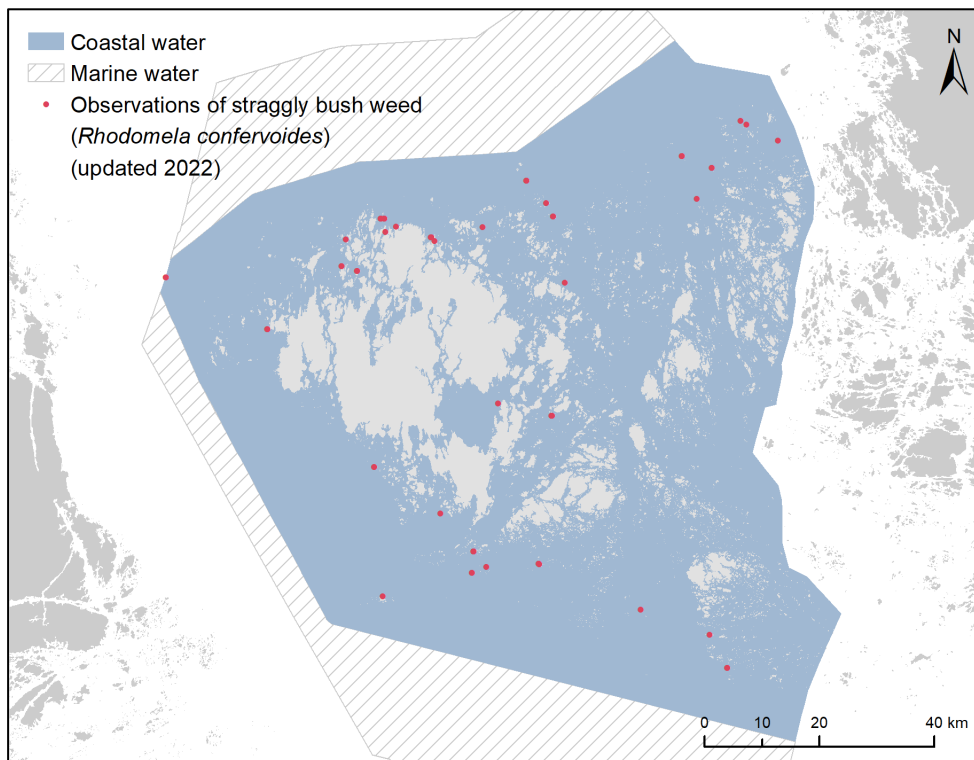 Coastal water
Marine water
Observations of straggly bush weed
(Rhodomela confervoides)
(updated 2022)
N
0 10 20 40 km